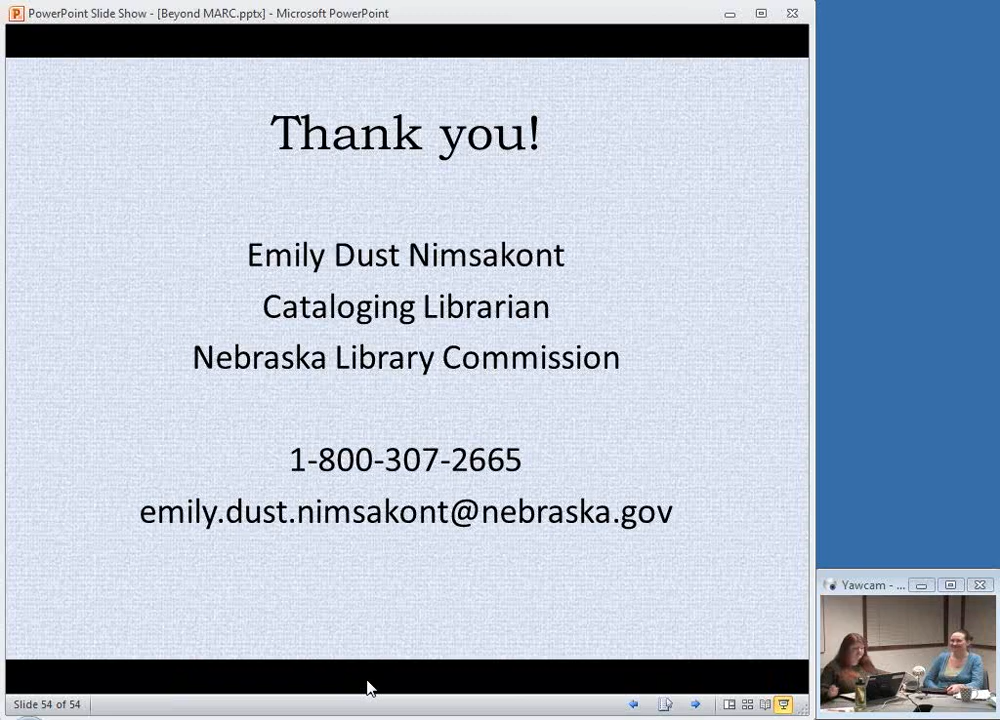 PowerPoint Slide Show - [Beyond MARC.pptx] - Microsoft PowerPoint
Thank you!
Emily Dust Nimsakont
Cataloging Librarian
Nebraska Library Commission
1-800-307-2665
emily.dust.nimsakont@nebraska.gov
Yawcam - ...
Slide 54 of 54